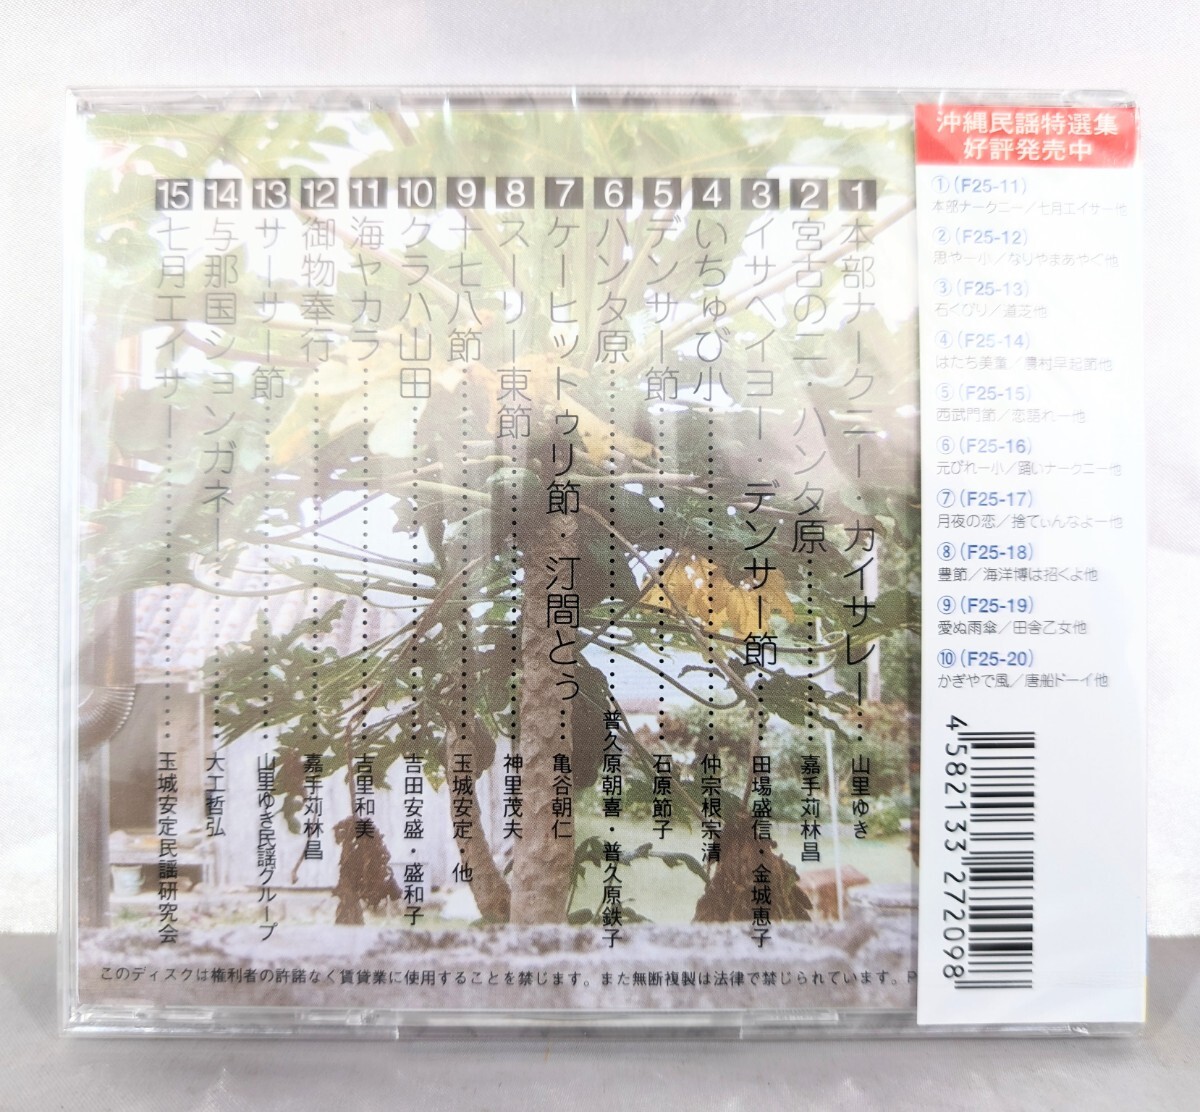 1 本部ナークニー・カイサレー……山里ゆき
2 宮古の二・ハンタ原……嘉手苅林昌
3 イサヘイヨー・デンサー節……田場盛信・金城恵子
4 いちゅび小……仲宗根宗清
5 デンサー節……石原節子
6 ハンタ原……普久原朝喜・普久原鉄子
7 ケーヒットゥリ節・汀間とぅ……亀谷朝仁
8 スーリー東節……神里茂夫
9 十七八節……玉城安定・他
10 クラハ山田……吉田安盛・盛和子
11 海ヤカラ……吉里和美
12 御物奉行……嘉手苅林昌
13 サーサー節……山里ゆき民謡グループ
14 与那国ションガネー……大工哲弘
15 七月エイサー……玉城安定民謡研究会
このディスクは権利者の許諾なく賃貸業に使用することを禁じます。また無断複製は法律で禁じられています。
沖縄民謡特選集
好評発売中
①(F25-11)
本部ナークニー/七月エイサー他
②(F25-12)
思やー小/なりやまあやぐ他
③(F25-13)
石くびり/道芝他
④(F25-14)
はたち美童/農村早起節他
⑤(F25-15)
西武門節/恋語れー他
⑥(F25-16)
元びれー小/踊いナークニー他
⑦(F25-17)
月夜の恋/捨てぃんなよー他
⑧(F25-18)
豊節/海洋博は招くよ他
⑨(F25-19)
愛ぬ雨傘/田舎乙女他
⑩(F25-20)
かぎやで風/唐船ドーイ他
4582133272098